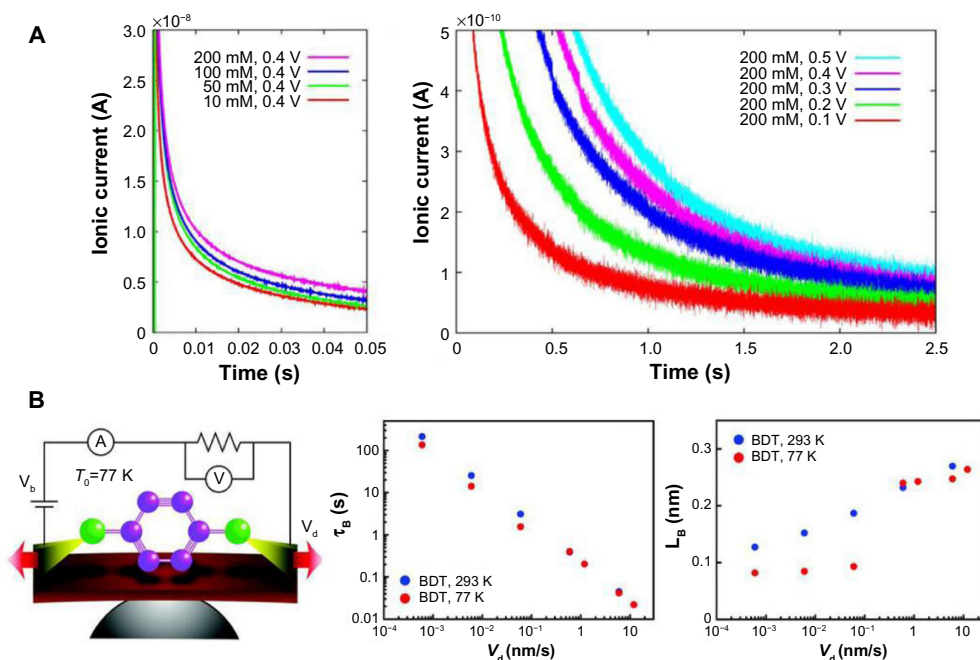 A
×10⁻⁸
3.0
2.5
2.0
1.5
1.0
0.5
0
Ionic current (A)
200 mM, 0.4 V
100 mM, 0.4 V
50 mM, 0.4 V
10 mM, 0.4 V
0 0.01 0.02 0.03 0.04 0.05
Time (s)
×10⁻¹⁰
5
4
3
2
1
0
Ionic current (A)
200 mM, 0.5 V
200 mM, 0.4 V
200 mM, 0.3 V
200 mM, 0.2 V
200 mM, 0.1 V
0 0.5 1.0 1.5 2.0 2.5
Time (s)
B
A
V
T₀=77 K
V_b
V_d
100
10
1
0.1
0.01
τ_B (s)
BDT, 293 K
BDT, 77 K
10⁻⁴ 10⁻³ 10⁻² 10⁻¹ 1 10
V_d (nm/s)
0.3
0.2
0.1
0
L_B (nm)
BDT, 293 K
BDT, 77 K
10⁻⁴ 10⁻³ 10⁻² 10⁻¹ 1 10
V_d (nm/s)